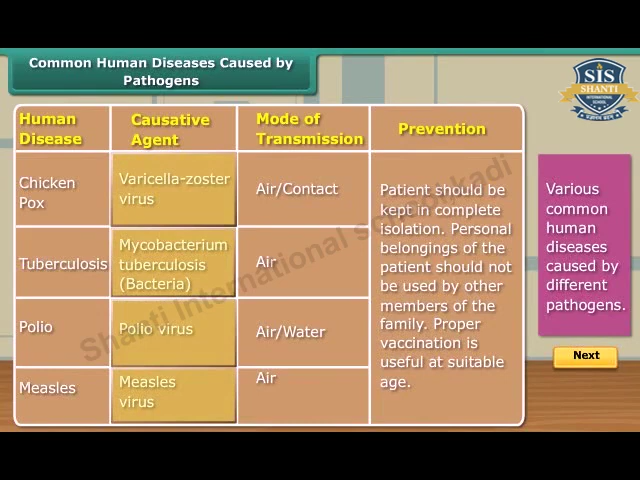 Common Human Diseases Caused by
Pathogens
SIS
SHANTI
INTERNATIONAL
SCHOOL
Human
Disease
Causative
Agent
Mode of
Transmission
Prevention
Chicken
Pox
Varicella-zoster
virus
Air/Contact
Tuberculosis
Mycobacterium
tuberculosis
(Bacteria)
Air
Polio
Polio virus
Air/Water
Measles
Measles
virus
Air
Patient should be
kept in complete
isolation. Personal
belongings of the
patient should not
be used by other
members of the
family. Proper
vaccination is
useful at suitable
age.
Various
common
human
diseases
caused by
different
pathogens.
Next
Shanti International